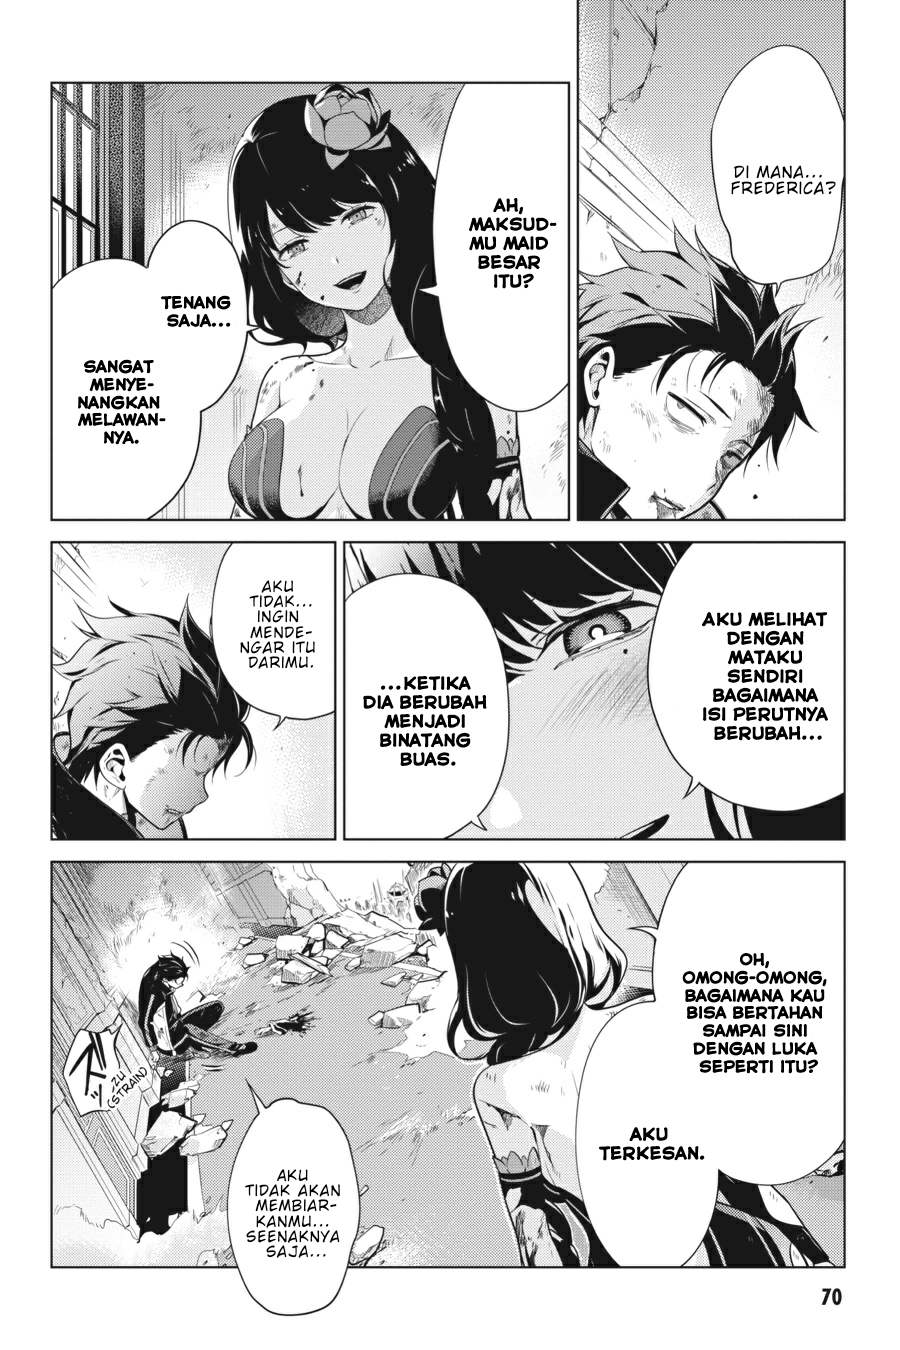 DI MANA...
FREDERICA?
AH,
MAKSUD-
MU MAID
BESAR
ITU?
TENANG
SAJA...
SANGAT
MENYE-
NANGKAN
MELAWAN-
NYA.
AKU MELIHAT
DENGAN
MATAKU
SENDIRI
BAGAIMANA
ISI PERUTNYA
BERUBAH...
...KETIKA
DIA BERUBAH
MENJADI
BINATANG
BUAS.
AKU
TIDAK...
INGIN
MENDE-
NGAR ITU
DARIMU.
OH,
OMONG-OMONG,
BAGAIMANA KAU
BISA BERTAHAN
SAMPAI SINI
DENGAN LUKA
SEPERTI ITU?
AKU
TERKESAN.
ズッ
ZU
(STRAIN)
AKU
TIDAK AKAN
MEMBIAR-
KANMU...
SEENAKNYA
SAJA...
70